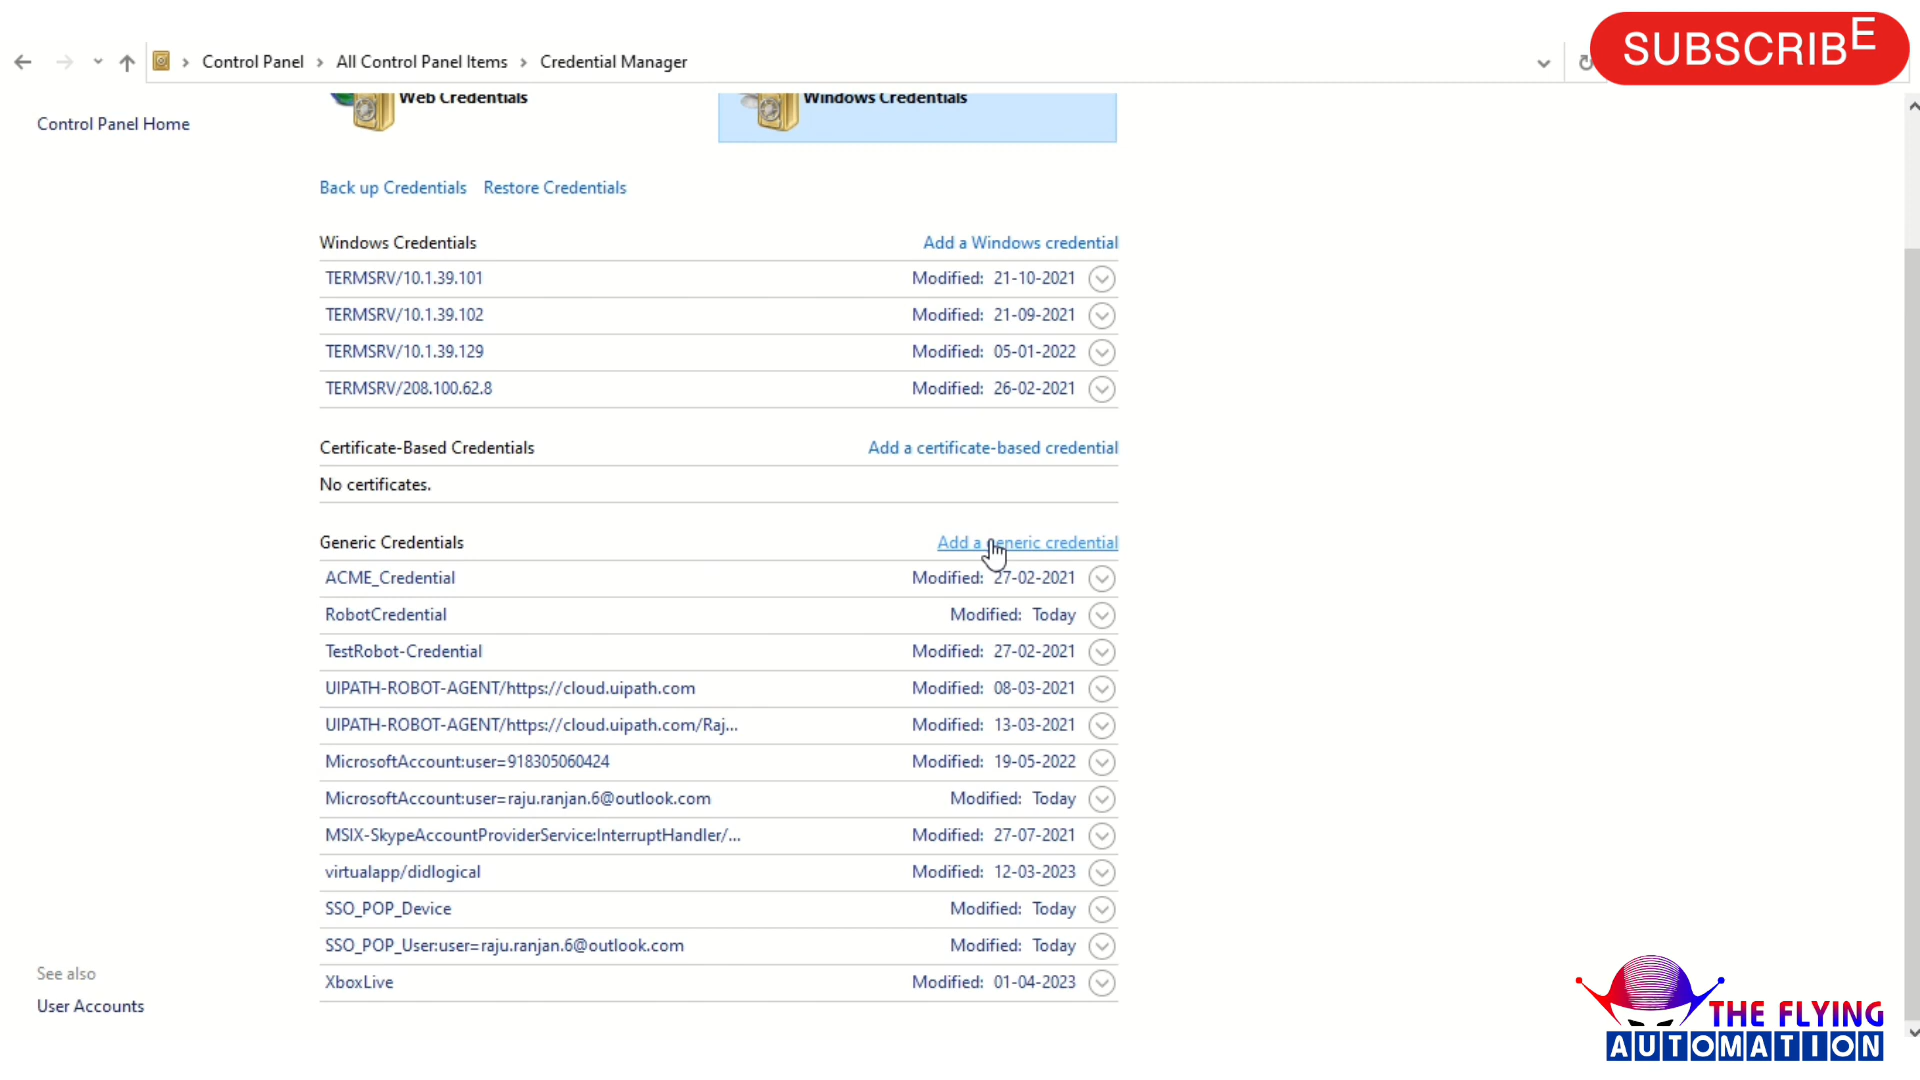 SUBSCRIBE
Control Panel > All Control Panel Items > Credential Manager
Web Credentials Windows Credentials
Control Panel Home
Back up Credentials Restore Credentials
Windows Credentials Add a Windows credential
TERMSRV/10.1.39.101 Modified: 21-10-2021
TERMSRV/10.1.39.102 Modified: 21-09-2021
TERMSRV/10.1.39.129 Modified: 05-01-2022
TERMSRV/208.100.62.8 Modified: 26-02-2021
Certificate-Based Credentials Add a certificate-based credential
No certificates.
Generic Credentials Add a generic credential
ACME_Credential Modified: 27-02-2021
RobotCredential Modified: Today
TestRobot-Credential Modified: 27-02-2021
UIPATH-ROBOT-AGENT/https://cloud.uipath.com Modified: 08-03-2021
UIPATH-ROBOT-AGENT/https://cloud.uipath.com/Raj... Modified: 13-03-2021
MicrosoftAccount:user=918305060424 Modified: 19-05-2022
MicrosoftAccount:user=raju.ranjan.6@outlook.com Modified: Today
MSIX-SkypeAccountProviderService:InterruptHandler/... Modified: 27-07-2021
virtualapp/didlogical Modified: 12-03-2023
SSO_POP_Device Modified: Today
SSO_POP_User:user=raju.ranjan.6@outlook.com Modified: Today
XboxLive Modified: 01-04-2023
See also
User Accounts
THE FLYING
AUTOMATION